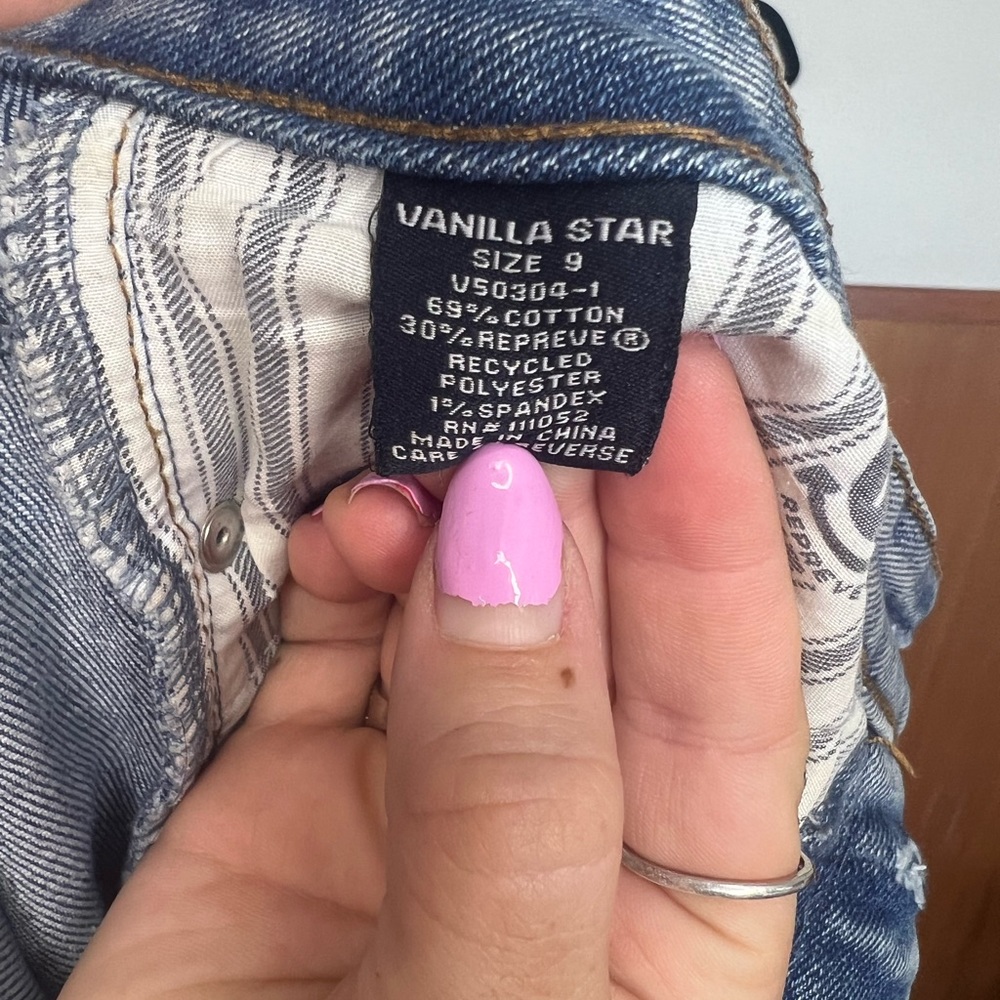 VANILLA STAR
SIZE 9
V50304-1
69% COTTON
30% REPREVE®
RECYCLED
POLYESTER
1% SPANDEX
RN# 111052
MADE IN CHINA
CARE REVERSE
REPREVE